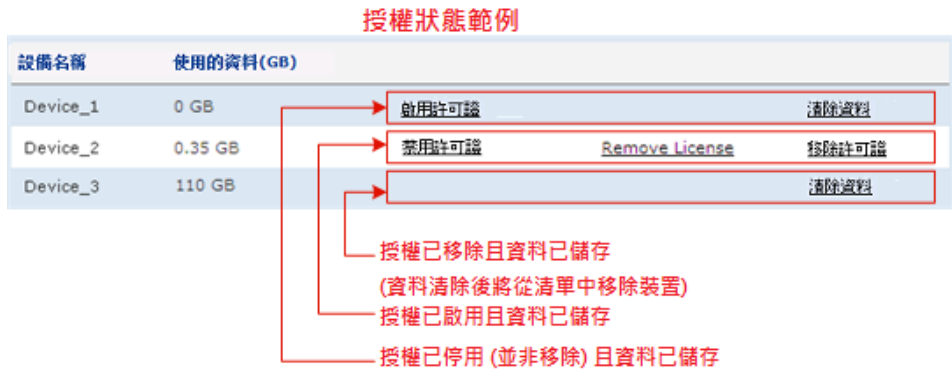 授權狀態範例
設備名稱 使用的資料(GB)
Device_1 0 GB 啟用許可證 清除資料
Device_2 0.35 GB 禁用許可證 Remove License 移除許可證
Device_3 110 GB 清除資料
授權已移除且資料已儲存
(資料清除後將從清單中移除裝置)
授權已啟用且資料已儲存
授權已停用 (並非移除) 且資料已儲存